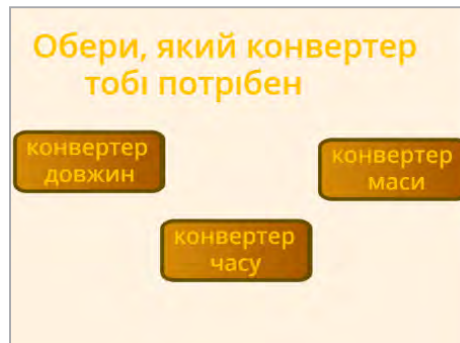 Обери, який конвертер
тобі потрібен
конвертер
довжин
конвертер
маси
конвертер
часу